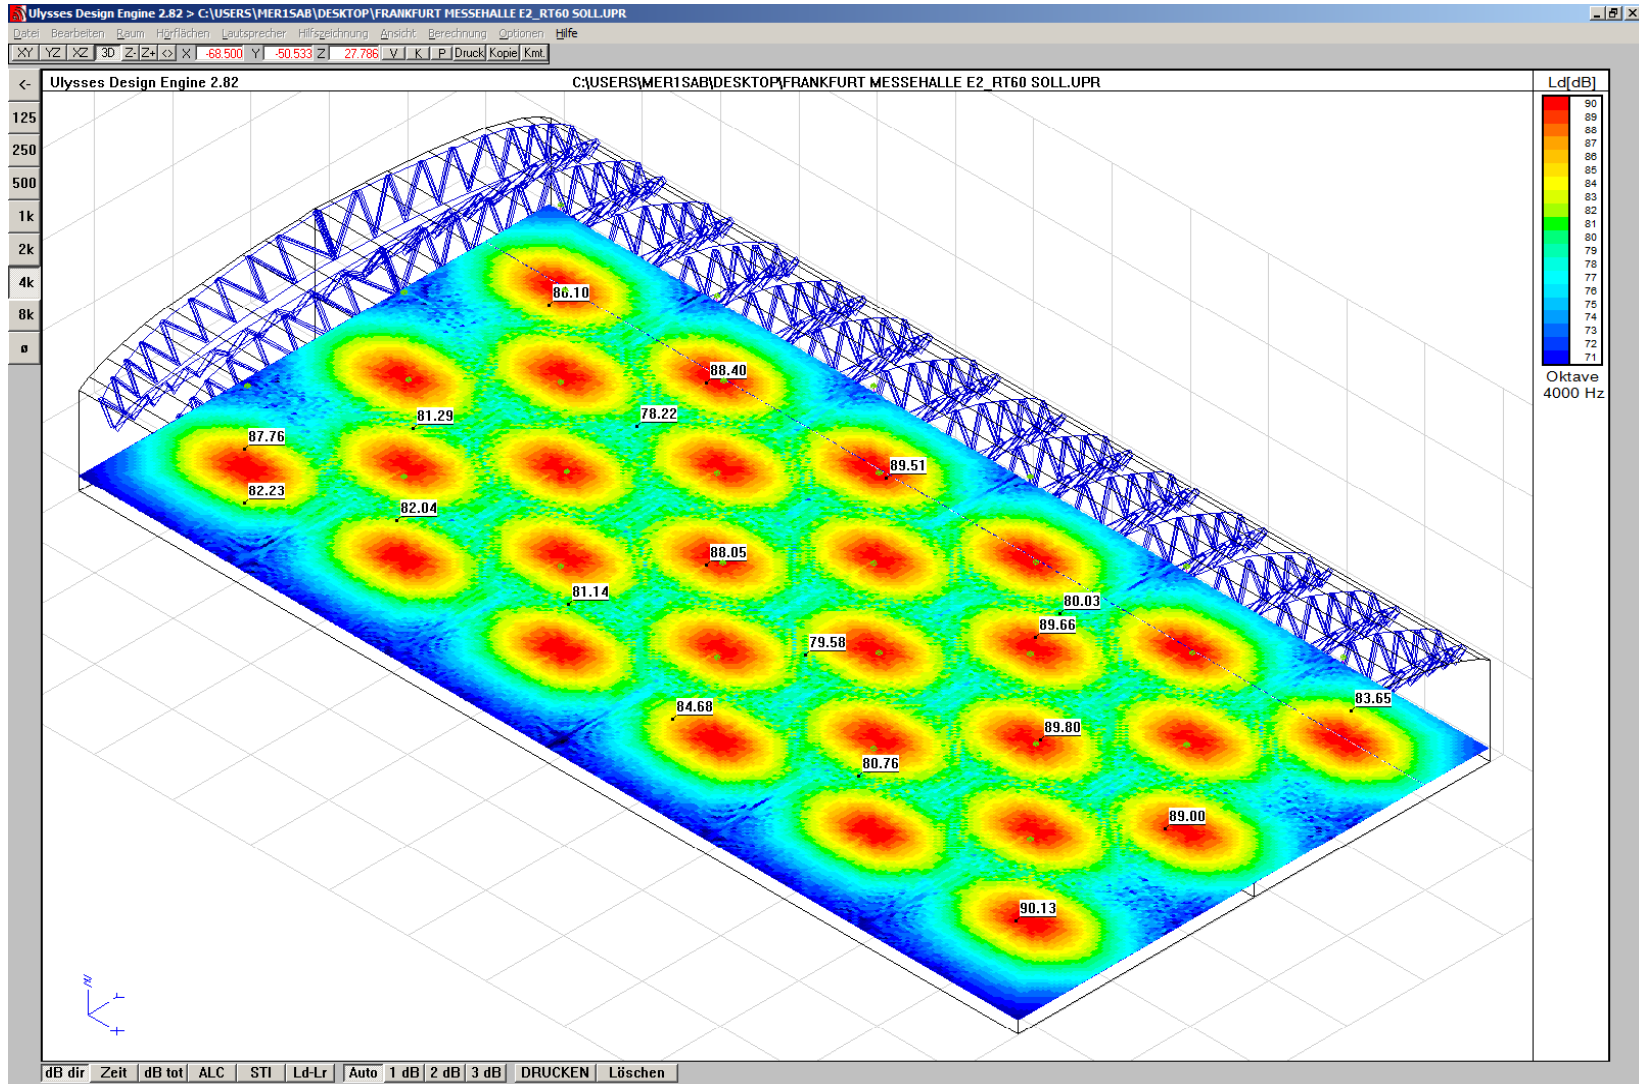 Ulysses Design Engine 2.82 > C:\USERS\MER1SAB\DESKTOP\FRANKFURT MESSEHALLE E2_RT60 SOLL.UPR
Datei Bearbeiten Raum Hörflächen Lautsprecher Hilfszeichnung Ansicht Berechnung Optionen Hilfe
XY YZ XZ 3D Z- Z+ <> X -68.500 Y -50.533 Z 27.786 V K P Druck Kopie Kmt.
<- Ulysses Design Engine 2.82 C:\USERS\MER1SAB\DESKTOP\FRANKFURT MESSEHALLE E2_RT60 SOLL.UPR Ld[dB]
125
250
500
1k
2k
4k
8k
ø
90
89
88
87
86
85
84
83
82
81
80
79
78
77
76
75
74
73
72
71
Oktave
4000 Hz
86.10
88.40
81.29
78.22
87.76
89.51
82.23
82.04
88.05
81.14
80.03
89.66
79.58
83.65
84.68
89.80
80.76
89.00
90.13
Z
Y
X
dB dir Zeit dB tot ALC STI Ld-Lr Auto 1 dB 2 dB 3 dB DRUCKEN Löschen